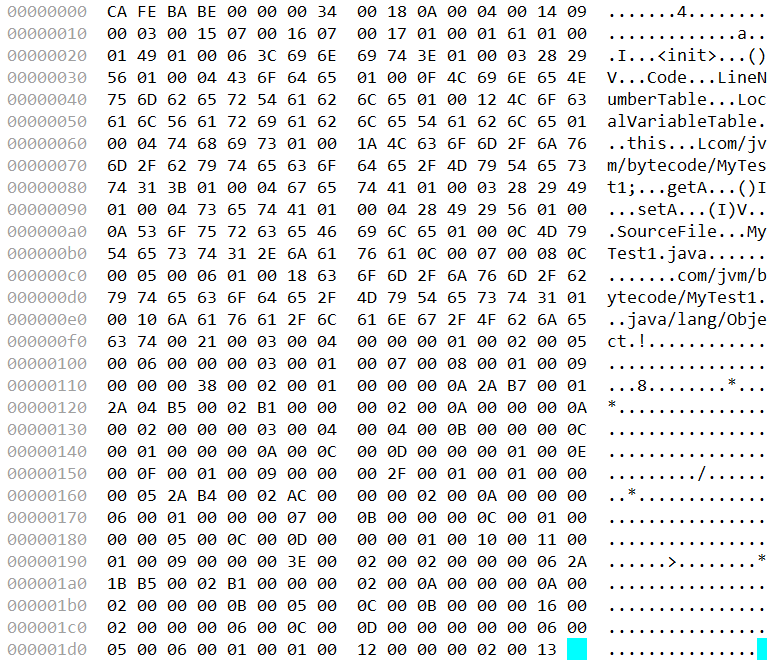 00000000 CA FE BA BE 00 00 00 34 00 18 0A 00 04 00 14 09 .......4........
00000010 00 03 00 15 07 00 16 07 00 17 01 00 01 61 01 00 .............a..
00000020 01 49 01 00 06 3C 69 6E 69 74 3E 01 00 03 28 29 .I...<init>...()
00000030 56 01 00 04 43 6F 64 65 01 00 0F 4C 69 6E 65 4E V...Code...LineN
00000040 75 6D 62 65 72 54 61 62 6C 65 01 00 12 4C 6F 63 umberTable...Loc
00000050 61 6C 56 61 72 69 61 62 6C 65 54 61 62 6C 65 01 alVariableTable.
00000060 00 04 74 68 69 73 01 00 1A 4C 63 6F 6D 2F 6A 76 ..this...Lcom/jv
00000070 6D 2F 62 79 74 65 63 6F 64 65 2F 4D 79 54 65 73 m/bytecode/MyTes
00000080 74 31 3B 01 00 04 67 65 74 41 01 00 03 28 29 49 t1;...getA...()I
00000090 01 00 04 73 65 74 41 01 00 04 28 49 29 56 01 00 ...setA...(I)V..
000000a0 0A 53 6F 75 72 63 65 46 69 6C 65 01 00 0C 4D 79 .SourceFile...My
000000b0 54 65 73 74 31 2E 6A 61 76 61 0C 00 07 00 08 0C Test1.java......
000000c0 00 05 00 06 01 00 18 63 6F 6D 2F 6A 76 6D 2F 62 .......com/jvm/b
000000d0 79 74 65 63 6F 64 65 2F 4D 79 54 65 73 74 31 01 ytecode/MyTest1.
000000e0 00 10 6A 61 76 61 2F 6C 61 6E 67 2F 4F 62 6A 65 ..java/lang/Obje
000000f0 63 74 00 21 00 03 00 04 00 00 00 01 00 02 00 05 ct.!............
00000100 00 06 00 00 00 03 00 01 00 07 00 08 00 01 00 09 ................
00000110 00 00 00 38 00 02 00 01 00 00 00 0A 2A B7 00 01 ...8........*...
00000120 2A 04 B5 00 02 B1 00 00 00 02 00 0A 00 00 00 0A *...............
00000130 00 02 00 00 00 03 00 04 00 04 00 0B 00 00 00 0C ................
00000140 00 01 00 00 00 0A 00 0C 00 0D 00 00 00 01 00 0E ................
00000150 00 0F 00 01 00 09 00 00 00 2F 00 01 00 01 00 00 ........./......
00000160 00 05 2A B4 00 02 AC 00 00 00 02 00 0A 00 00 00 ..*.............
00000170 06 00 01 00 00 00 07 00 0B 00 00 00 0C 00 01 00 ................
00000180 00 00 05 00 0C 00 0D 00 00 00 01 00 10 00 11 00 ................
00000190 01 00 09 00 00 00 3E 00 02 00 02 00 00 00 06 2A ......>........*
000001a0 1B B5 00 02 B1 00 00 00 02 00 0A 00 00 00 0A 00 ................
000001b0 02 00 00 00 0B 00 05 00 0C 00 0B 00 00 00 16 00 ................
000001c0 02 00 00 00 06 00 0C 00 0D 00 00 00 00 00 06 00 ................
000001d0 05 00 06 00 01 00 01 00 12 00 00 00 02 00 13 ...............